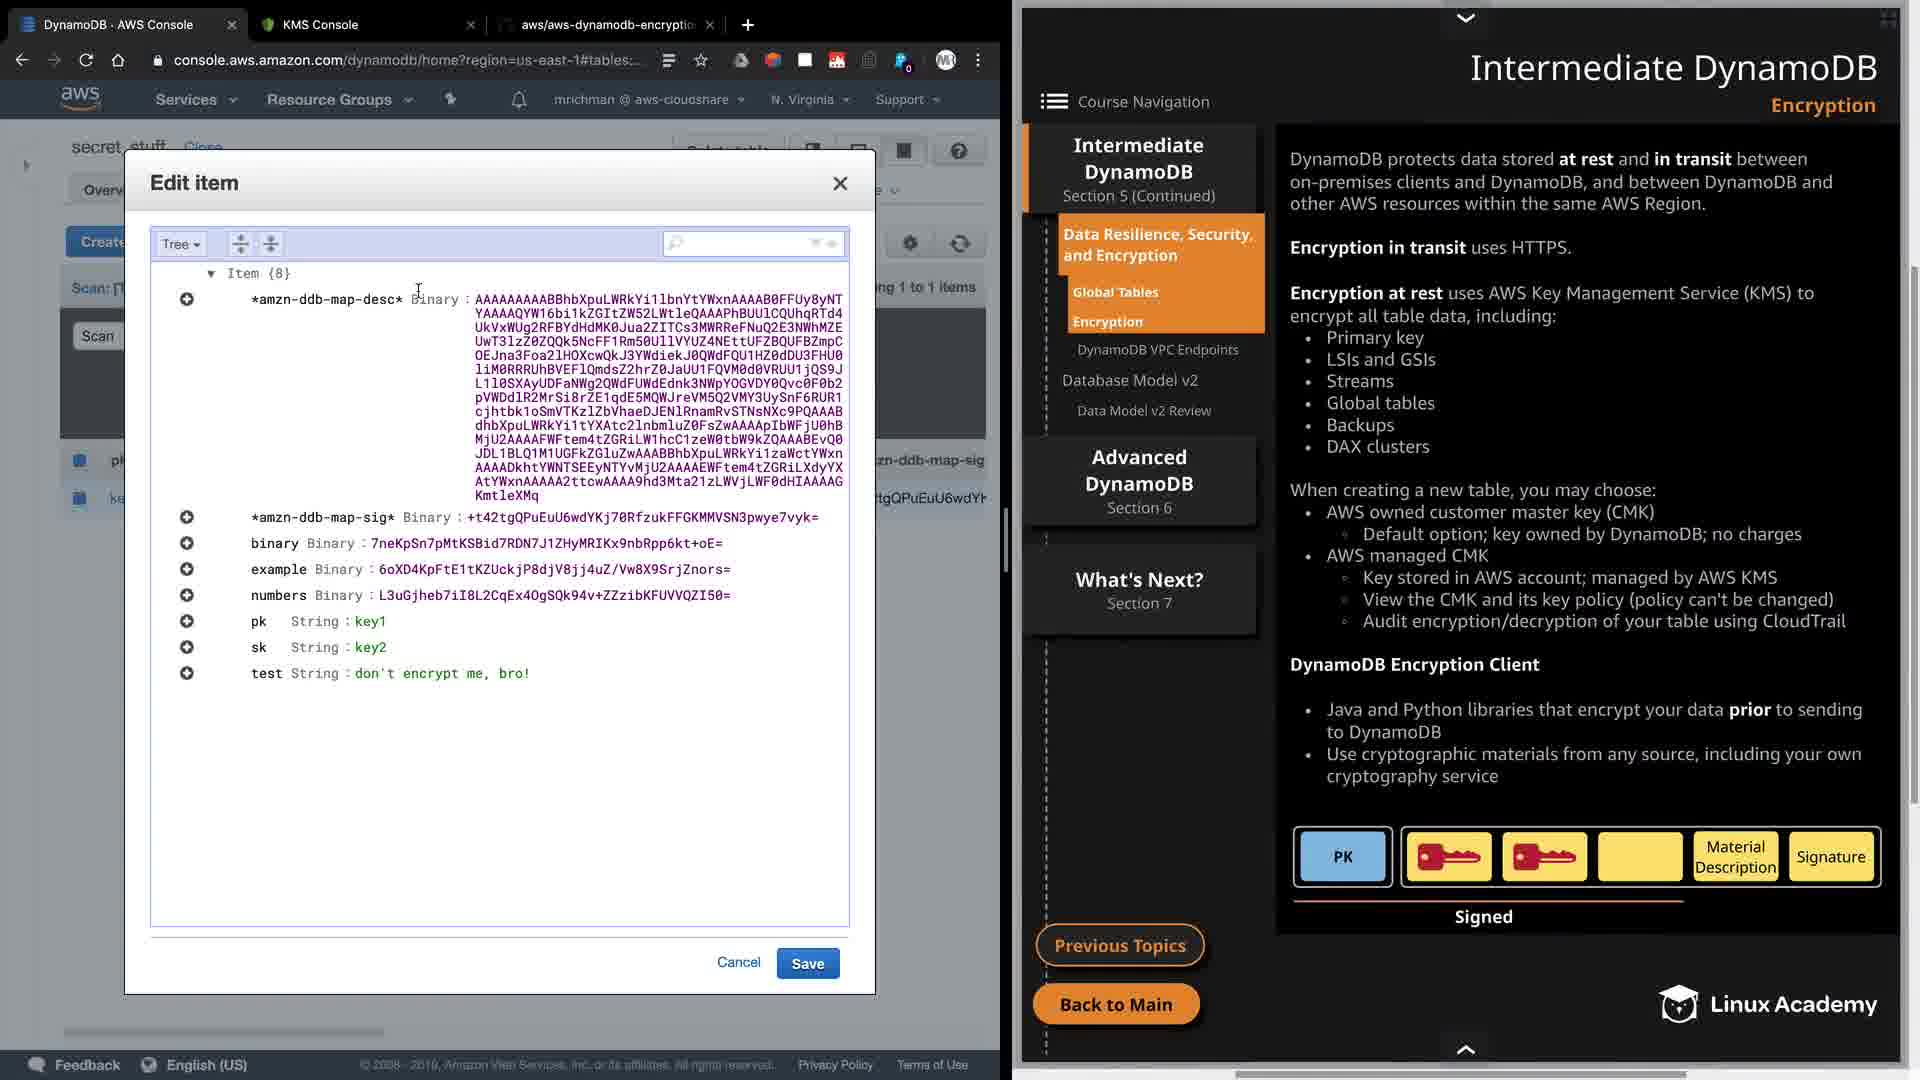 DynamoDB · AWS Console
KMS Console
aws/aws-dynamodb-encryptio
console.aws.amazon.com/dynamodb/home?region=us-east-1#tables:...
aws
Services
Resource Groups
mrichman @ aws-cloudshare
N. Virginia
Support
secret_stuff Close
Overv
Create
Scan: [T
ng 1 to 1 items
Scan
zn-ddb-map-sig
tgQPuEuU6wdYK
Edit item
Tree
Item {8}
*amzn-ddb-map-desc* Binary :
*amzn-ddb-map-sig* Binary : +t42tgQPuEuU6wdYKj70RfzukFFGKMMVSN3pwye7vyk=
binary Binary : 7neKpSn7pMtKSBid7RDN7J1ZHyMRIKx9nbRpp6kt+oE=
example Binary : 6oXD4KpFtE1tKZUckjP8djV8jj4uZ/Vw8X9SrjZnors=
numbers Binary : L3uGjheb7iI8L2CqEx4OgSQk94v+ZZzibKFUVVQZI50=
pk String : key1
sk String : key2
test String : don't encrypt me, bro!
Cancel
Save
Feedback
English (US)
© 2008 - 2019, Amazon Web Services, Inc. or its affiliates. All rights reserved.
Privacy Policy
Terms of Use
Intermediate DynamoDB
Encryption
Course Navigation
Intermediate
DynamoDB
Section 5 (Continued)
Data Resilience, Security,
and Encryption
Global Tables
Encryption
DynamoDB VPC Endpoints
Database Model v2
Data Model v2 Review
Advanced
DynamoDB
Section 6
What's Next?
Section 7
Previous Topics
Back to Main
DynamoDB protects data stored at rest and in transit between
on-premises clients and DynamoDB, and between DynamoDB and
other AWS resources within the same AWS Region.
Encryption in transit uses HTTPS.
Encryption at rest uses AWS Key Management Service (KMS) to
encrypt all table data, including:
• Primary key
• LSIs and GSIs
• Streams
• Global tables
• Backups
• DAX clusters
When creating a new table, you may choose:
• AWS owned customer master key (CMK)
◦ Default option; key owned by DynamoDB; no charges
• AWS managed CMK
◦ Key stored in AWS account; managed by AWS KMS
◦ View the CMK and its key policy (policy can't be changed)
◦ Audit encryption/decryption of your table using CloudTrail
DynamoDB Encryption Client
• Java and Python libraries that encrypt your data prior to sending
to DynamoDB
• Use cryptographic materials from any source, including your own
cryptography service
PK
Material
Description
Signature
Signed
Linux Academy